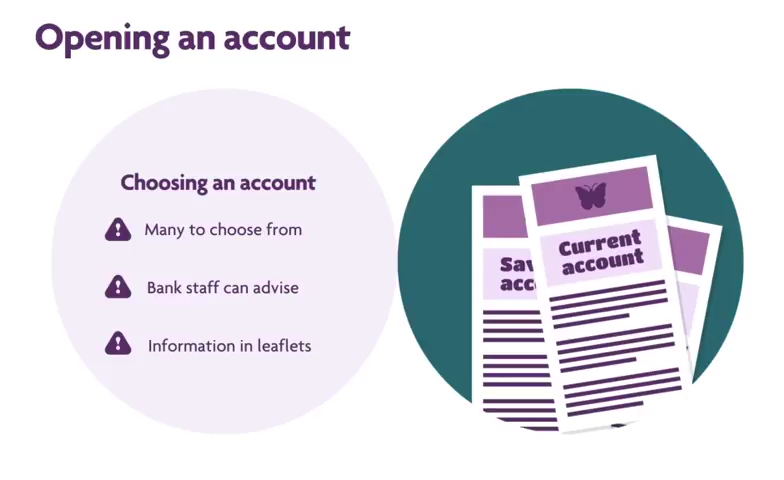 Opening an account
Choosing an account
Many to choose from
Bank staff can advise
Information in leaflets
Current
account